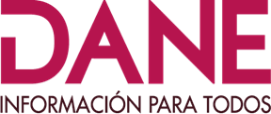 DANE
INFORMACIÓN PARA TODOS